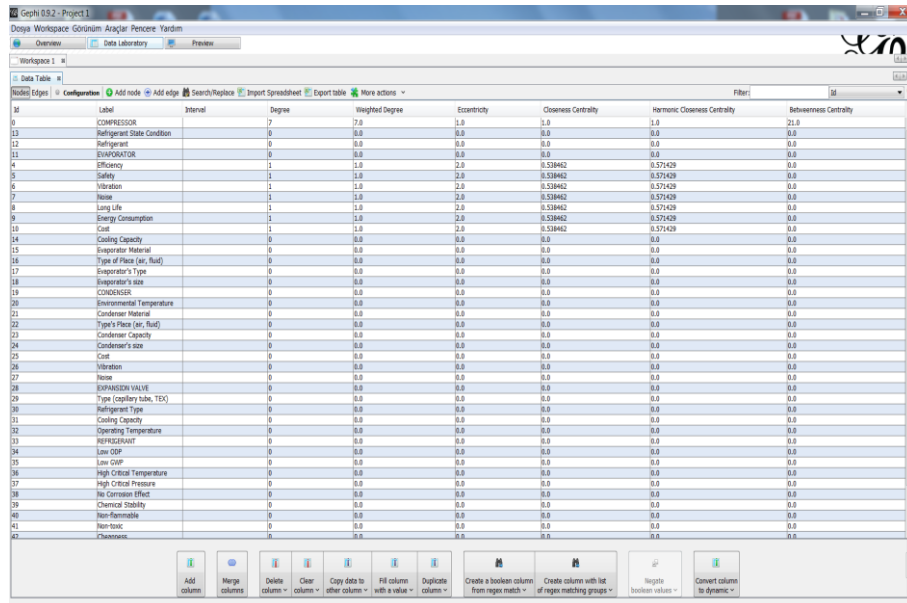 Gephi 0.9.2 - Project 1
Dosya Workspace Görünüm Araçlar Pencere Yardım
Overview Data Laboratory Preview
Workspace 1
Data Table
Nodes Edges Configuration Add node Add edge Search/Replace Import Spreadsheet Export table More actions Filter: Id
Id Label Interval Degree Weighted Degree Eccentricity Closeness Centrality Harmonic Closeness Centrality Betweenness Centrality
0 COMPRESSOR 7 7.0 1.0 1.0 1.0 21.0
13 Refrigerant State Condition 0 0.0 0.0 0.0 0.0 0.0
12 Refrigerant 0 0.0 0.0 0.0 0.0 0.0
11 EVAPORATOR 0 0.0 0.0 0.0 0.0 0.0
4 Efficiency 1 1.0 2.0 0.538462 0.571429 0.0
5 Safety 1 1.0 2.0 0.538462 0.571429 0.0
6 Vibration 1 1.0 2.0 0.538462 0.571429 0.0
7 Noise 1 1.0 2.0 0.538462 0.571429 0.0
8 Long Life 1 1.0 2.0 0.538462 0.571429 0.0
9 Energy Consumption 1 1.0 2.0 0.538462 0.571429 0.0
10 Cost 1 1.0 2.0 0.538462 0.571429 0.0
14 Cooling Capacity 0 0.0 0.0 0.0 0.0 0.0
15 Evaporator Material 0 0.0 0.0 0.0 0.0 0.0
16 Type of Place (air, fluid) 0 0.0 0.0 0.0 0.0 0.0
17 Evaporator's Type 0 0.0 0.0 0.0 0.0 0.0
18 Evaporator's size 0 0.0 0.0 0.0 0.0 0.0
19 CONDENSER 0 0.0 0.0 0.0 0.0 0.0
20 Environmental Temperature 0 0.0 0.0 0.0 0.0 0.0
21 Condenser Material 0 0.0 0.0 0.0 0.0 0.0
22 Type's Place (air, fluid) 0 0.0 0.0 0.0 0.0 0.0
23 Condenser Capacity 0 0.0 0.0 0.0 0.0 0.0
24 Condenser's size 0 0.0 0.0 0.0 0.0 0.0
25 Cost 0 0.0 0.0 0.0 0.0 0.0
26 Vibration 0 0.0 0.0 0.0 0.0 0.0
27 Noise 0 0.0 0.0 0.0 0.0 0.0
28 EXPANSION VALVE 0 0.0 0.0 0.0 0.0 0.0
29 Type (capillary tube, TEX) 0 0.0 0.0 0.0 0.0 0.0
30 Refrigerant Type 0 0.0 0.0 0.0 0.0 0.0
31 Cooling Capacity 0 0.0 0.0 0.0 0.0 0.0
32 Operating Temperature 0 0.0 0.0 0.0 0.0 0.0
33 REFRIGERANT 0 0.0 0.0 0.0 0.0 0.0
34 Low ODP 0 0.0 0.0 0.0 0.0 0.0
35 Low GWP 0 0.0 0.0 0.0 0.0 0.0
36 High Critical Temperature 0 0.0 0.0 0.0 0.0 0.0
37 High Critical Pressure 0 0.0 0.0 0.0 0.0 0.0
38 No Corrosion Effect 0 0.0 0.0 0.0 0.0 0.0
39 Chemical Stability 0 0.0 0.0 0.0 0.0 0.0
40 Non-flammable 0 0.0 0.0 0.0 0.0 0.0
41 Non-toxic 0 0.0 0.0 0.0 0.0 0.0
42 Cheapness 0 0.0 0.0 0.0 0.0 0.0
Add column Merge columns Delete column Clear column Copy data to other column Fill column with a value Duplicate column Create a boolean column from regex match Create column with list of regex matching groups Negate boolean values Convert column to dynamic